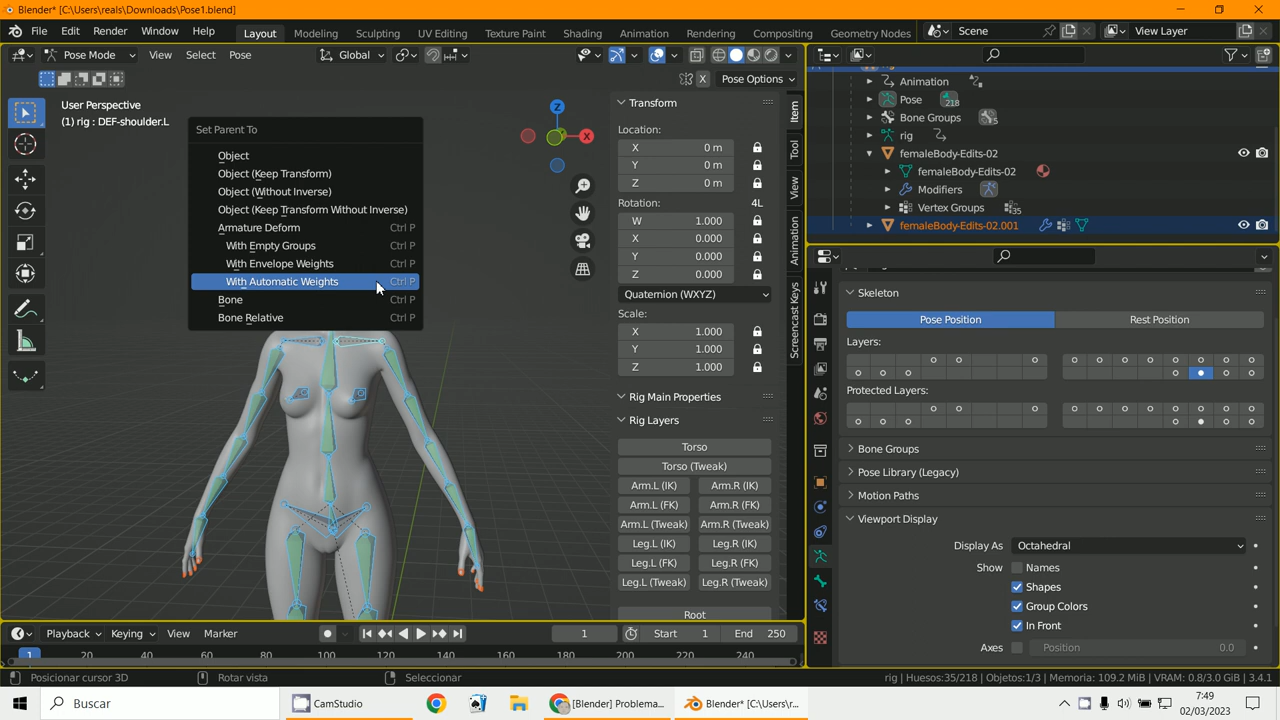 Blender* [C:\Users\reals\Downloads\Pose1.blend]
File Edit Render Window Help Layout Modeling Sculpting UV Editing Texture Paint Shading Animation Rendering Compositing Geometry Nodes Scene View Layer
Pose Mode View Select Pose Global
X Pose Options
User Perspective
(1) rig : DEF-shoulder.L
Set Parent To
Object
Object (Keep Transform)
Object (Without Inverse)
Object (Keep Transform Without Inverse)
Armature Deform Ctrl P
With Empty Groups Ctrl P
With Envelope Weights Ctrl P
With Automatic Weights Ctrl P
Bone Ctrl P
Bone Relative Ctrl P
Z
X
Transform
Location:
X 0 m
Y 0 m
Z 0 m
Rotation: 4L
W 1.000
X 0.000
Y 0.000
Z 0.000
Quaternion (WXYZ)
Scale:
X 1.000
Y 1.000
Z 1.000
Rig Main Properties
Rig Layers
Torso
Torso (Tweak)
Arm.L (IK) Arm.R (IK)
Arm.L (FK) Arm.R (FK)
Arm.L (Tweak) Arm.R (Tweak)
Leg.L (IK) Leg.R (IK)
Leg.L (FK) Leg.R (FK)
Leg.L (Tweak) Leg.R (Tweak)
Root
Item
Tool
View
Animation
Screencast Keys
Animation
Pose 218
Bone Groups 5
rig
femaleBody-Edits-02
femaleBody-Edits-02
Modifiers
Vertex Groups 35
femaleBody-Edits-02.001
Skeleton
Pose Position Rest Position
Layers:
Protected Layers:
Bone Groups
Pose Library (Legacy)
Motion Paths
Viewport Display
Display As Octahedral
Show Names
Shapes
Group Colors
In Front
Axes Position 0.0
Playback Keying View Marker 1 Start 1 End 250
1 20 40 60 80 100 120 140 160 180 200 220 240
Posicionar cursor 3D Rotar vista Seleccionar rig | Huesos:35/218 | Objetos:1/3 | Memoria: 109.2 MiB | VRAM: 0.8/3.0 GiB | 3.4.1
Buscar CamStudio [Blender] Problema... Blender* [C:\Users\r... 7:49
02/03/2023